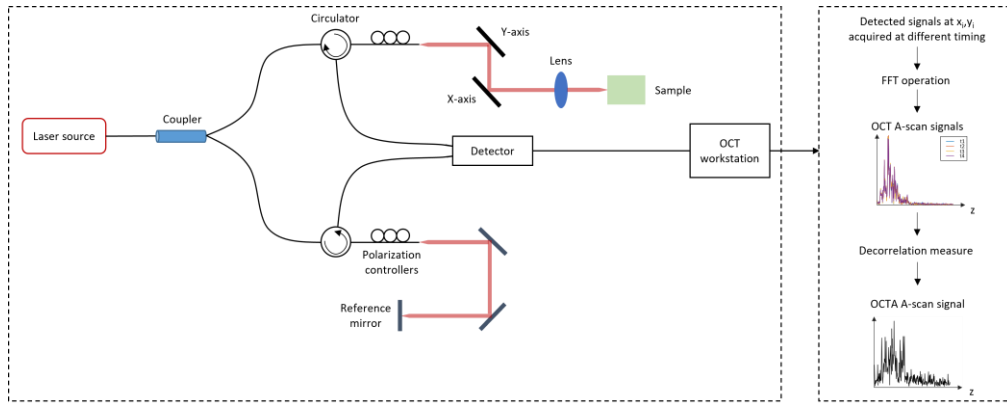 Circulator
Y-axis
X-axis
Lens
Sample
Laser source
Coupler
Detector
OCT
workstation
Polarization
controllers
Reference
mirror
Detected signals at xᵢ,yᵢ
acquired at different timing
FFT operation
OCT A-scan signals
z
Decorrelation measure
OCTA A-scan signal
z